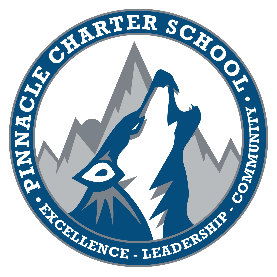 PINNACLE CHARTER SCHOOL
EXCELLENCE - LEADERSHIP - COMMUNITY